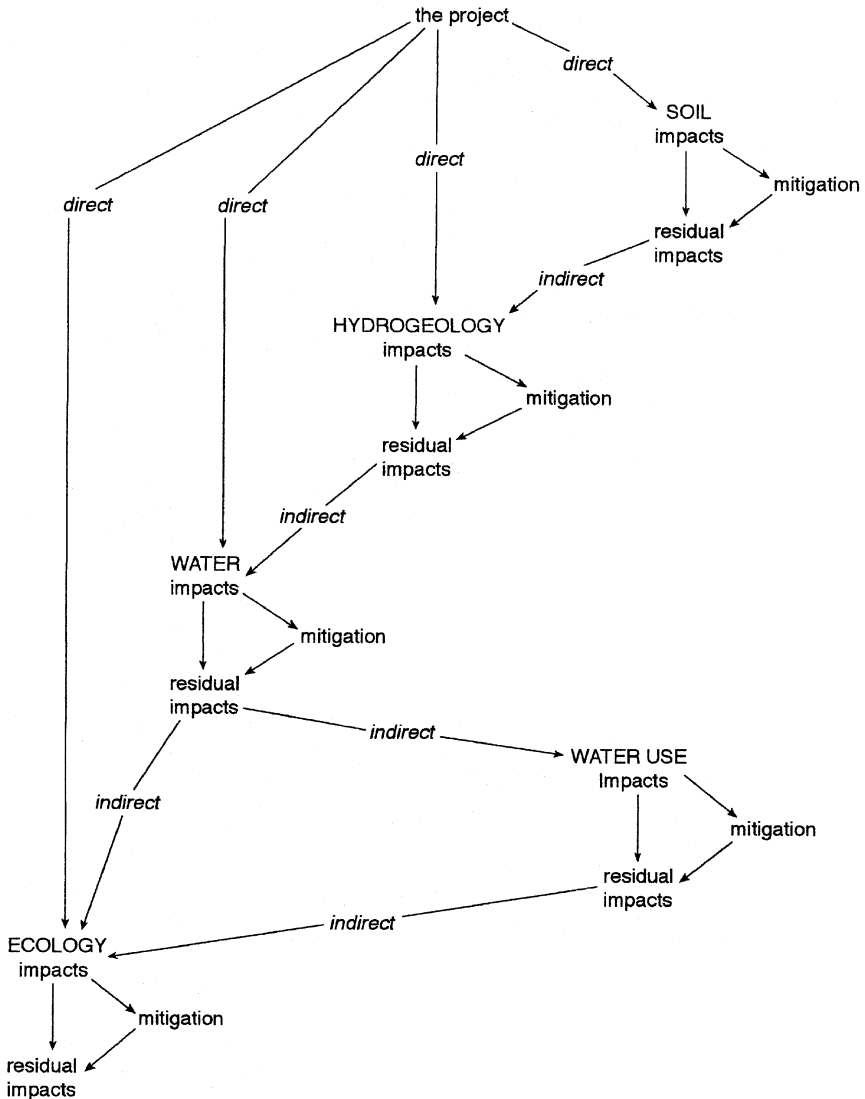 the project
direct
SOIL
impacts
direct
mitigation
direct
direct
residual
impacts
indirect
HYDROGEOLOGY
impacts
mitigation
residual
impacts
indirect
WATER
impacts
mitigation
residual
impacts
indirect
WATER USE
Impacts
indirect
mitigation
residual
impacts
indirect
ECOLOGY
impacts
mitigation
residual
impacts